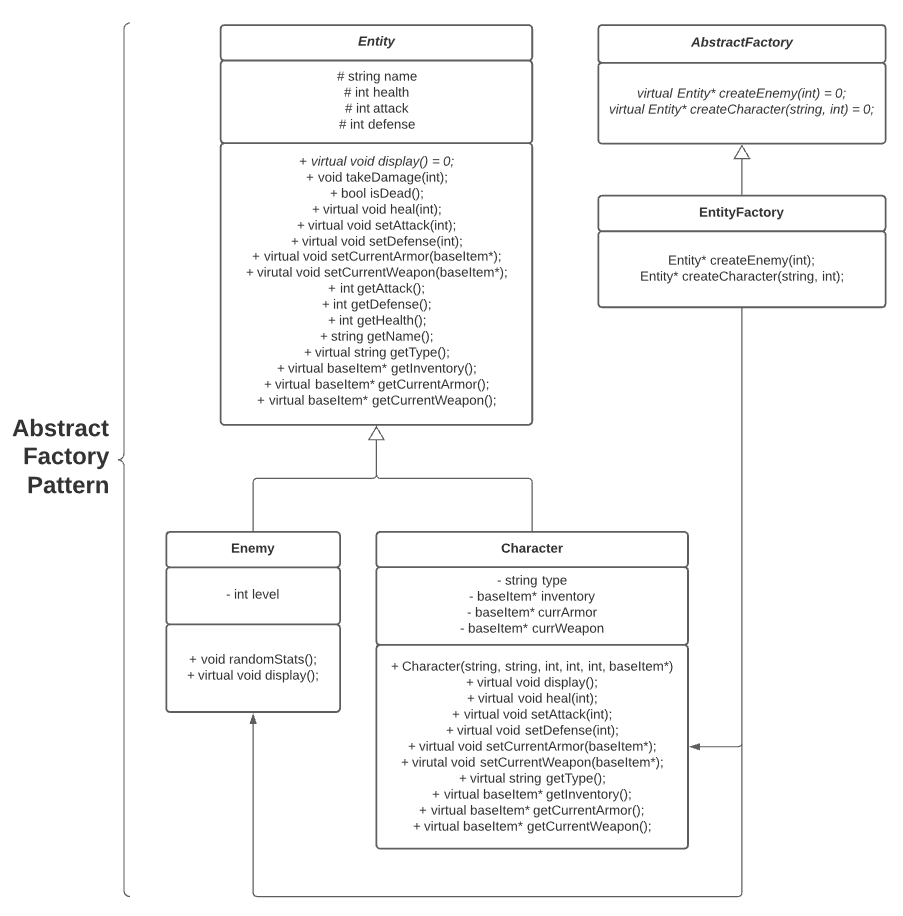 Abstract
Factory
Pattern
Entity
# string name
# int health
# int attack
# int defense
+ virtual void display() = 0;
+ void takeDamage(int);
+ bool isDead();
+ virtual void heal(int);
+ virtual void setAttack(int);
+ virtual void setDefense(int);
+ virtual void setCurrentArmor(baseItem*);
+ virutal void setCurrentWeapon(baseItem*);
+ int getAttack();
+ int getDefense();
+ int getHealth();
+ string getName();
+ virtual string getType();
+ virtual baseItem* getInventory();
+ virtual baseItem* getCurrentArmor();
+ virtual baseItem* getCurrentWeapon();
AbstractFactory
virtual Entity* createEnemy(int) = 0;
virtual Entity* createCharacter(string, int) = 0;
EntityFactory
Entity* createEnemy(int);
Entity* createCharacter(string, int);
Enemy
- int level
+ void randomStats();
+ virtual void display();
Character
- string type
- baseItem* inventory
- baseItem* currArmor
- baseItem* currWeapon
+ Character(string, string, int, int, int, baseItem*)
+ virtual void display();
+ virtual void heal(int);
+ virtual void setAttack(int);
+ virtual void setDefense(int);
+ virtual void setCurrentArmor(baseItem*);
+ virutal void setCurrentWeapon(baseItem*);
+ virtual string getType();
+ virtual baseItem* getInventory();
+ virtual baseItem* getCurrentArmor();
+ virtual baseItem* getCurrentWeapon();